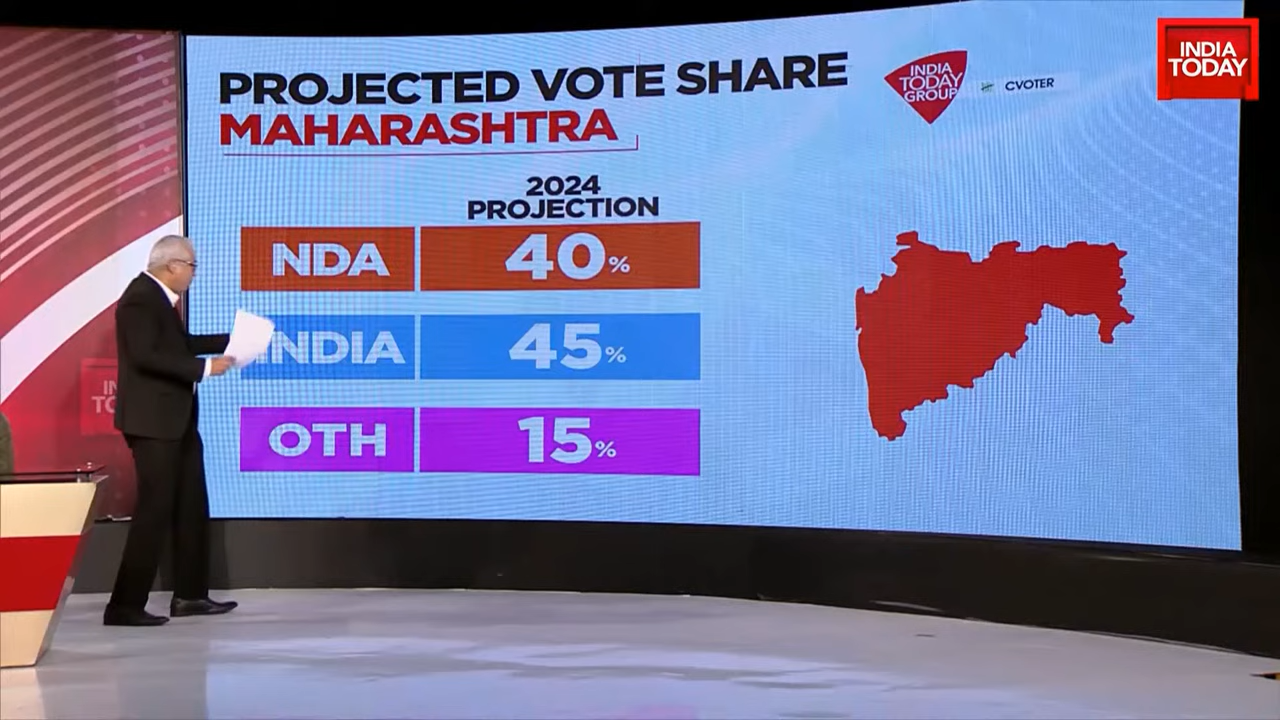 PROJECTED VOTE SHARE
MAHARASHTRA
INDIA
TODAY
GROUP
CVOTER
INDIA
TODAY
2024
PROJECTION
NDA 40%
INDIA 45%
OTH 15%